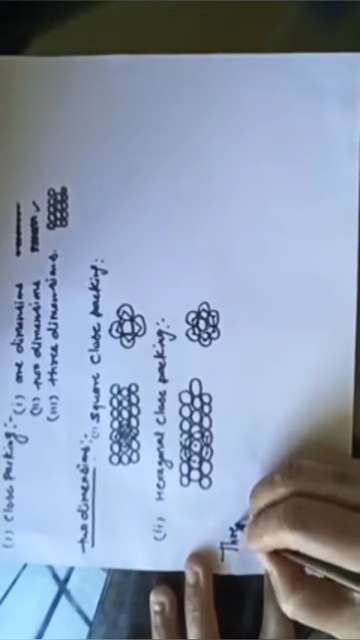 (1) Close packing:- (i) one dimensions
(ii) two dimensions
(iii) three dimensions.
two dimensions:-
(i) square close packing:
(ii) Hexagonal close packing:-
Three